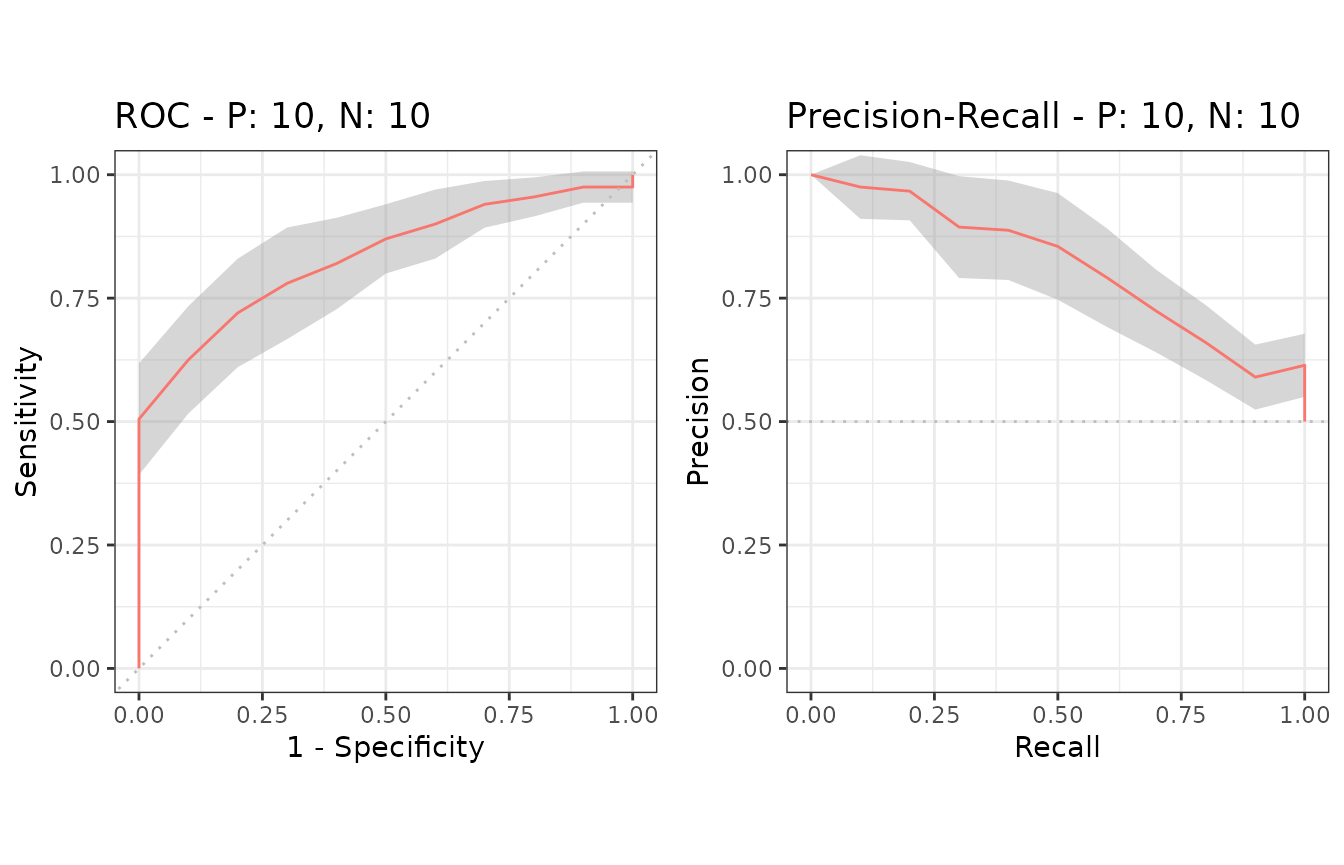 ROC - P: 10, N: 10
1.00
0.75
0.50
0.25
0.00
Sensitivity
0.00 0.25 0.50 0.75 1.00
1 - Specificity
Precision-Recall - P: 10, N: 10
1.00
0.75
0.50
0.25
0.00
Precision
0.00 0.25 0.50 0.75 1.00
Recall